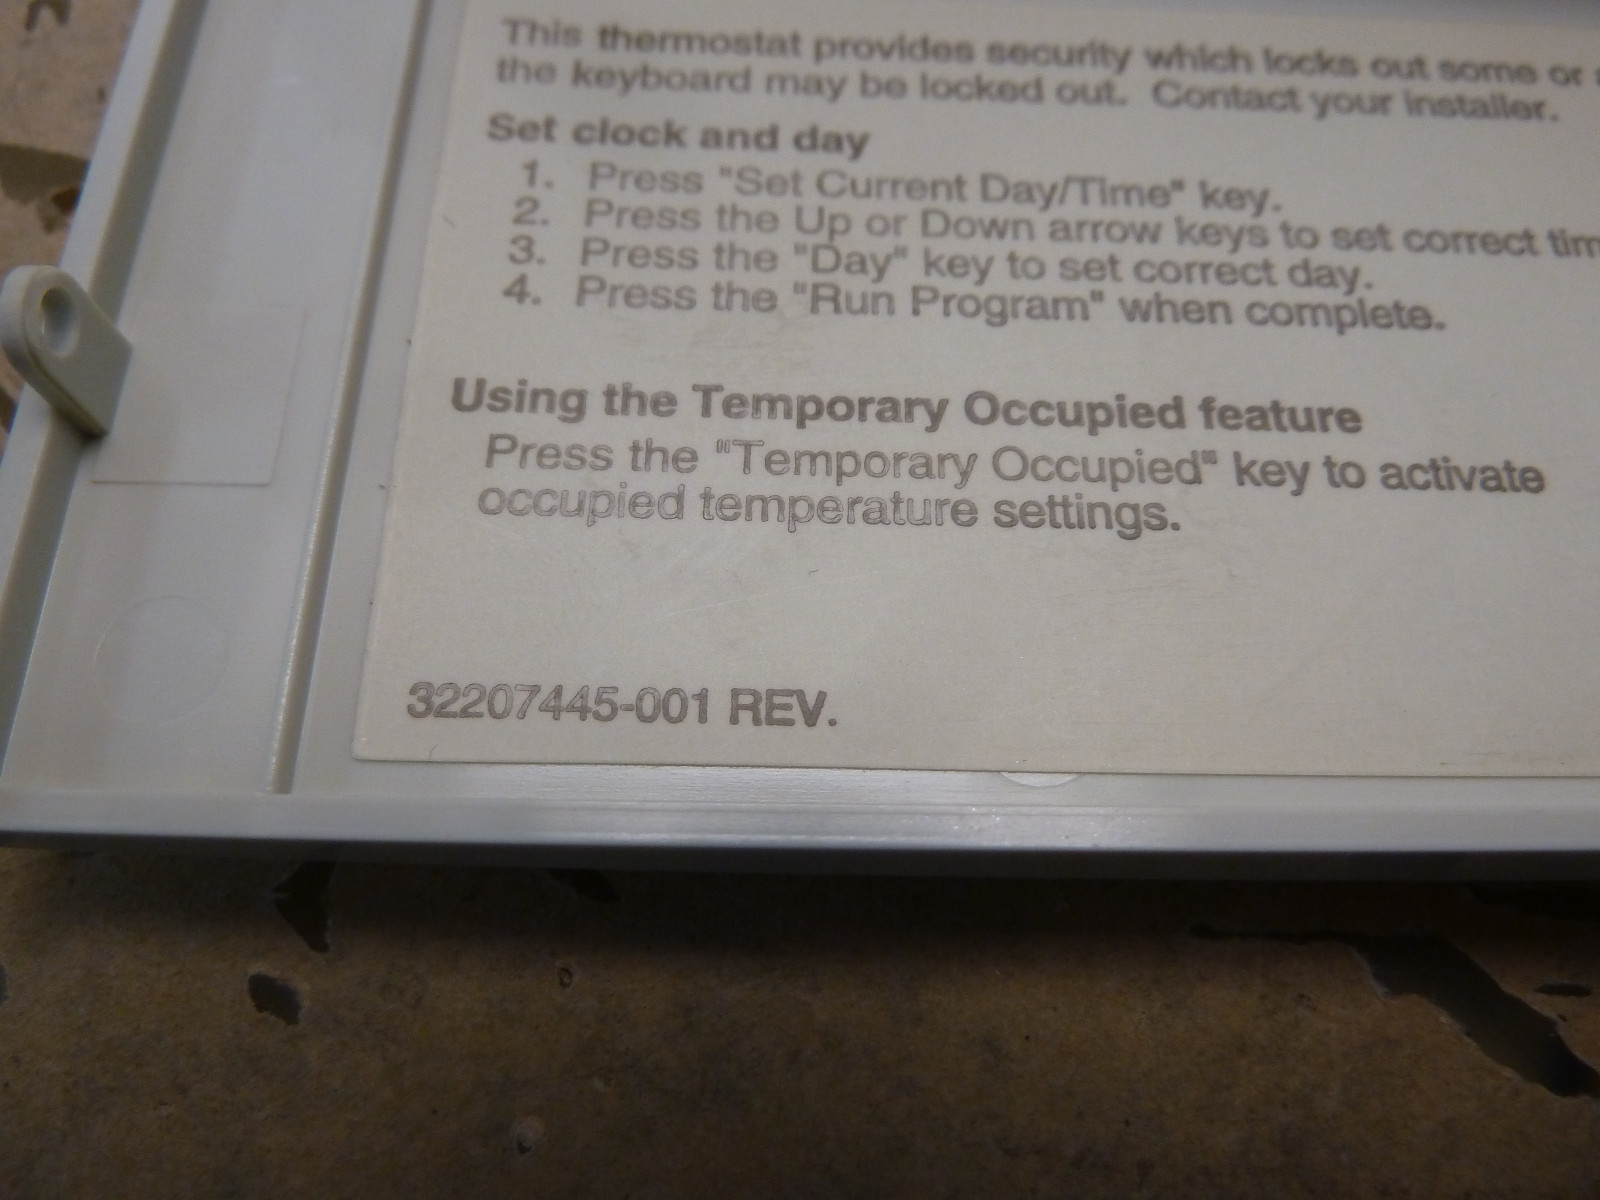 This thermostat provides security which locks out some or
the keyboard may be locked out. Contact your installer.
Set clock and day
1. Press "Set Current Day/Time" key.
2. Press the Up or Down arrow keys to set correct tim
3. Press the "Day" key to set correct day.
4. Press the "Run Program" when complete.
Using the Temporary Occupied feature
Press the "Temporary Occupied" key to activate
occupied temperature settings.
32207445-001 REV.